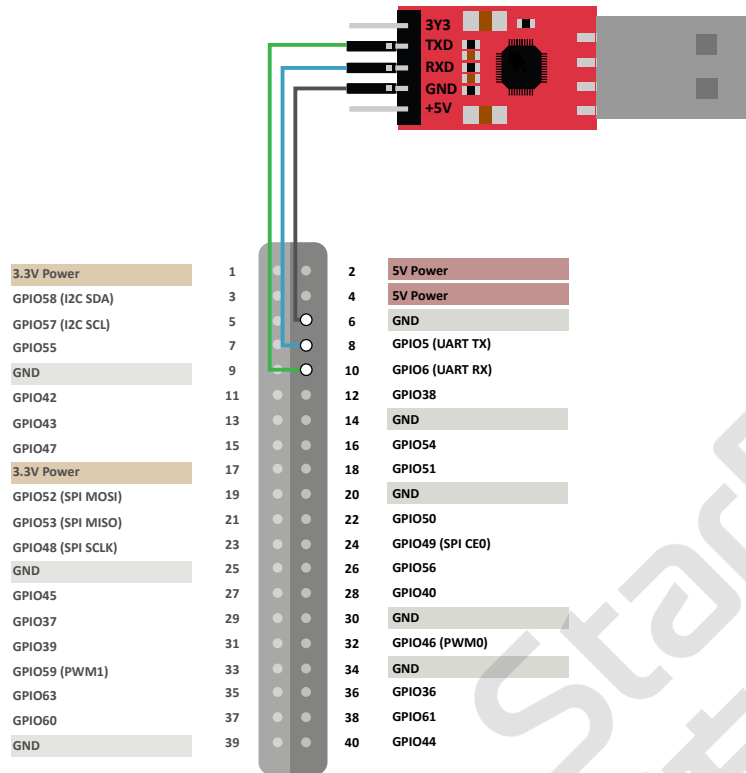 3Y3
TXD
RXD
GND
+5V
3.3V Power 1 2 5V Power
GPIO58 (I2C SDA) 3 4 5V Power
GPIO57 (I2C SCL) 5 6 GND
GPIO55 7 8 GPIO5 (UART TX)
GND 9 10 GPIO6 (UART RX)
GPIO42 11 12 GPIO38
GPIO43 13 14 GND
GPIO47 15 16 GPIO54
3.3V Power 17 18 GPIO51
GPIO52 (SPI MOSI) 19 20 GND
GPIO53 (SPI MISO) 21 22 GPIO50
GPIO48 (SPI SCLK) 23 24 GPIO49 (SPI CE0)
GND 25 26 GPIO56
GPIO45 27 28 GPIO40
GPIO37 29 30 GND
GPIO39 31 32 GPIO46 (PWM0)
GPIO59 (PWM1) 33 34 GND
GPIO63 35 36 GPIO36
GPIO60 37 38 GPIO61
GND 39 40 GPIO44